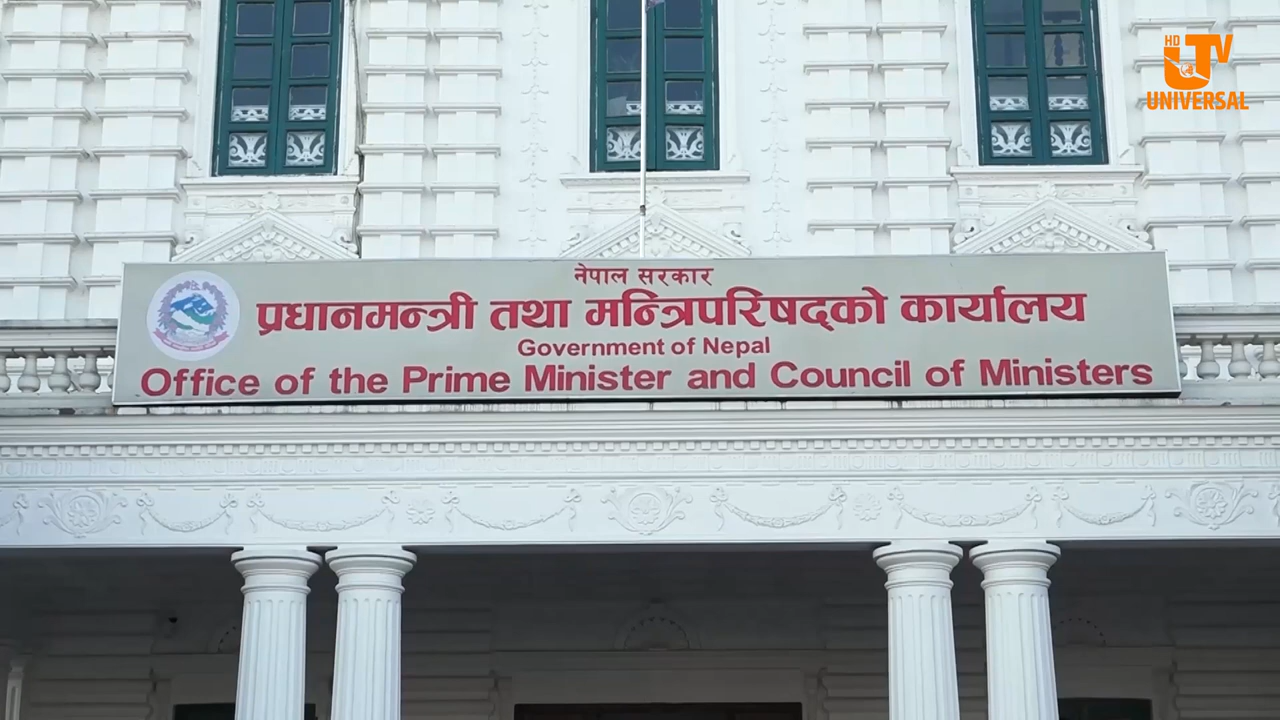 HD
UTV
UNIVERSAL
नेपाल सरकार
प्रधानमन्त्री तथा मन्त्रिपरिषद्को कार्यालय
Government of Nepal
Office of the Prime Minister and Council of Ministers